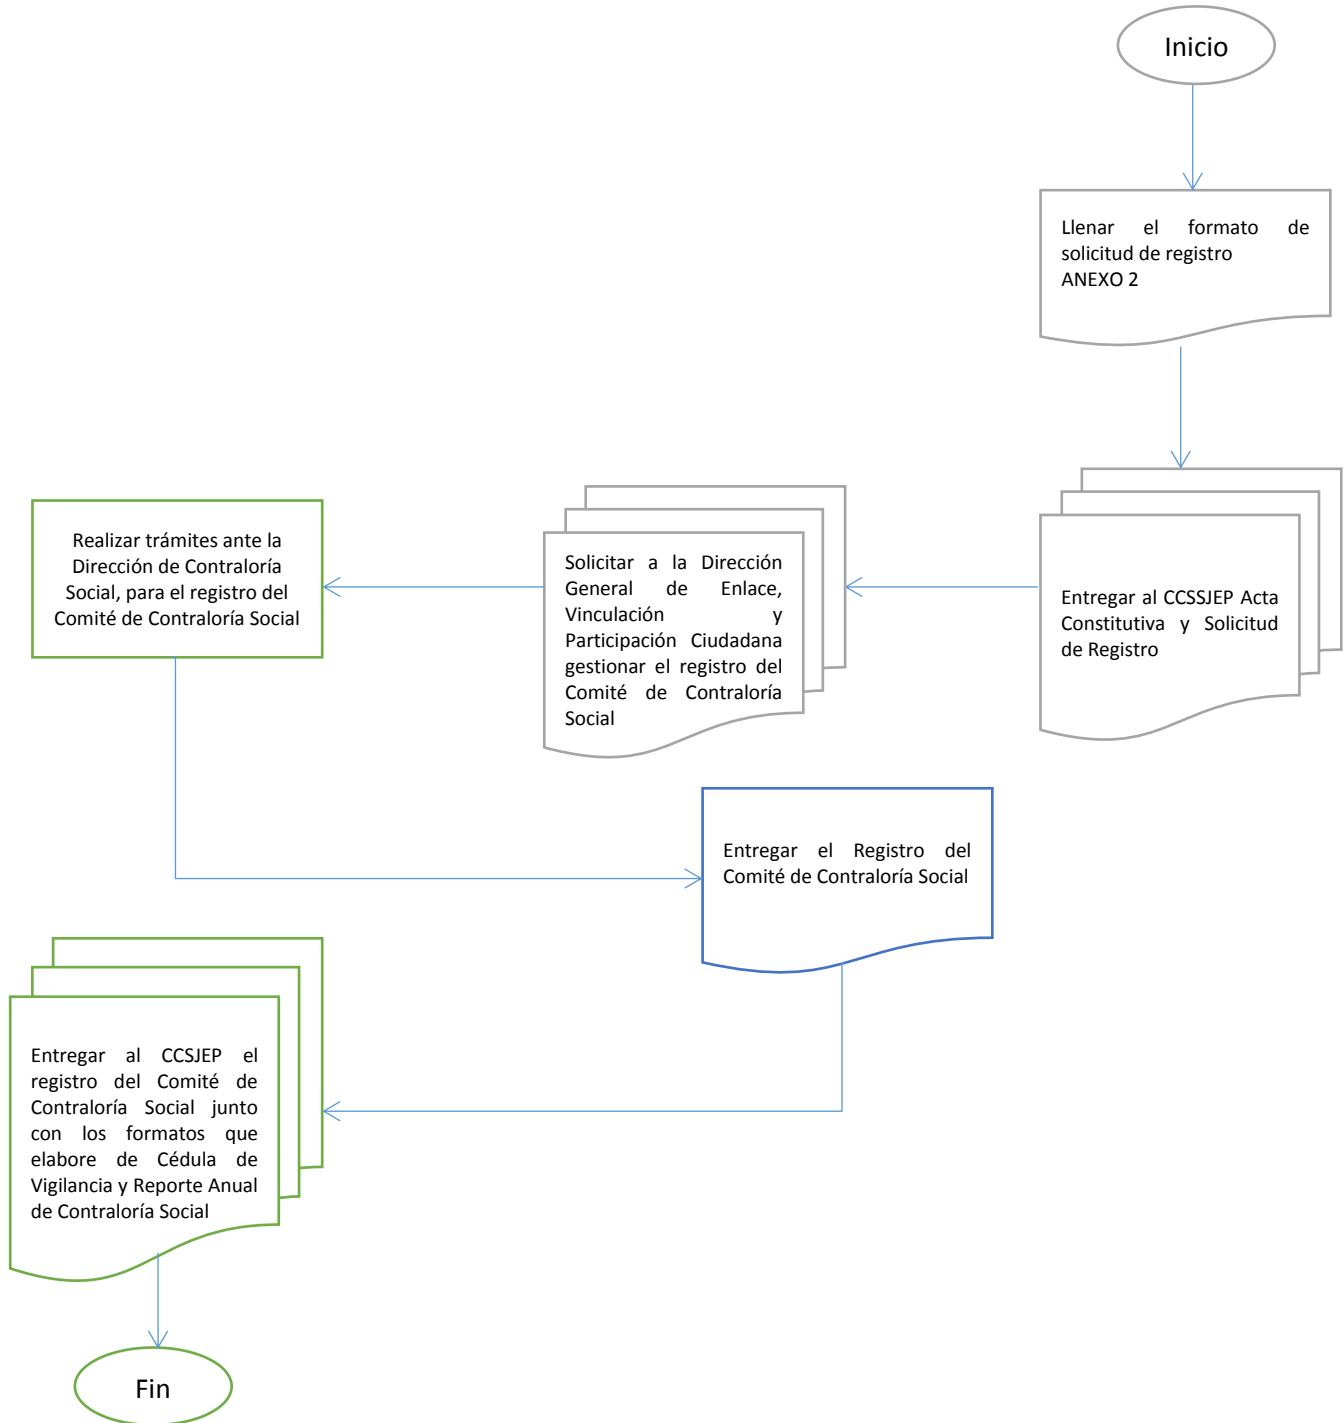 Inicio
Llenar el formato de
solicitud de registro
ANEXO 2
Entregar al CCSSJEP Acta
Constitutiva y Solicitud
de Registro
Solicitar a la Dirección
General de Enlace,
Vinculación y
Participación Ciudadana
gestionar el registro del
Comité de Contraloría
Social
Realizar trámites ante la
Dirección de Contraloría
Social, para el registro del
Comité de Contraloría Social
Entregar el Registro del
Comité de Contraloría Social
Entregar al CCSJEP el
registro del Comité de
Contraloría Social junto
con los formatos que
elabore de Cédula de
Vigilancia y Reporte Anual
de Contraloría Social
Fin